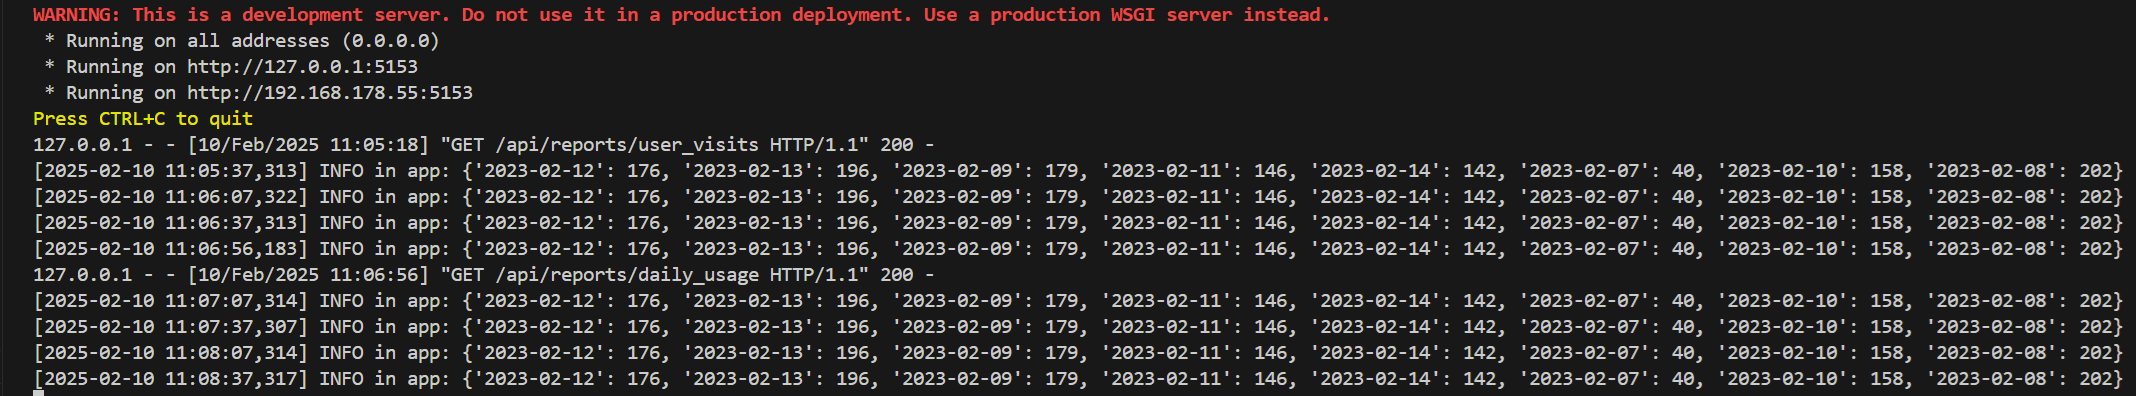 WARNING: This is a development server. Do not use it in a production deployment. Use a production WSGI server instead.
 * Running on all addresses (0.0.0.0)
 * Running on http://127.0.0.1:5153
 * Running on http://192.168.178.55:5153
Press CTRL+C to quit
127.0.0.1 - - [10/Feb/2025 11:05:18] "GET /api/reports/user_visits HTTP/1.1" 200 -
[2025-02-10 11:05:37,313] INFO in app: {'2023-02-12': 176, '2023-02-13': 196, '2023-02-09': 179, '2023-02-11': 146, '2023-02-14': 142, '2023-02-07': 40, '2023-02-10': 158, '2023-02-08': 202}
[2025-02-10 11:06:07,322] INFO in app: {'2023-02-12': 176, '2023-02-13': 196, '2023-02-09': 179, '2023-02-11': 146, '2023-02-14': 142, '2023-02-07': 40, '2023-02-10': 158, '2023-02-08': 202}
[2025-02-10 11:06:37,313] INFO in app: {'2023-02-12': 176, '2023-02-13': 196, '2023-02-09': 179, '2023-02-11': 146, '2023-02-14': 142, '2023-02-07': 40, '2023-02-10': 158, '2023-02-08': 202}
[2025-02-10 11:06:56,183] INFO in app: {'2023-02-12': 176, '2023-02-13': 196, '2023-02-09': 179, '2023-02-11': 146, '2023-02-14': 142, '2023-02-07': 40, '2023-02-10': 158, '2023-02-08': 202}
127.0.0.1 - - [10/Feb/2025 11:06:56] "GET /api/reports/daily_usage HTTP/1.1" 200 -
[2025-02-10 11:07:07,314] INFO in app: {'2023-02-12': 176, '2023-02-13': 196, '2023-02-09': 179, '2023-02-11': 146, '2023-02-14': 142, '2023-02-07': 40, '2023-02-10': 158, '2023-02-08': 202}
[2025-02-10 11:07:37,307] INFO in app: {'2023-02-12': 176, '2023-02-13': 196, '2023-02-09': 179, '2023-02-11': 146, '2023-02-14': 142, '2023-02-07': 40, '2023-02-10': 158, '2023-02-08': 202}
[2025-02-10 11:08:07,314] INFO in app: {'2023-02-12': 176, '2023-02-13': 196, '2023-02-09': 179, '2023-02-11': 146, '2023-02-14': 142, '2023-02-07': 40, '2023-02-10': 158, '2023-02-08': 202}
[2025-02-10 11:08:37,317] INFO in app: {'2023-02-12': 176, '2023-02-13': 196, '2023-02-09': 179, '2023-02-11': 146, '2023-02-14': 142, '2023-02-07': 40, '2023-02-10': 158, '2023-02-08': 202}